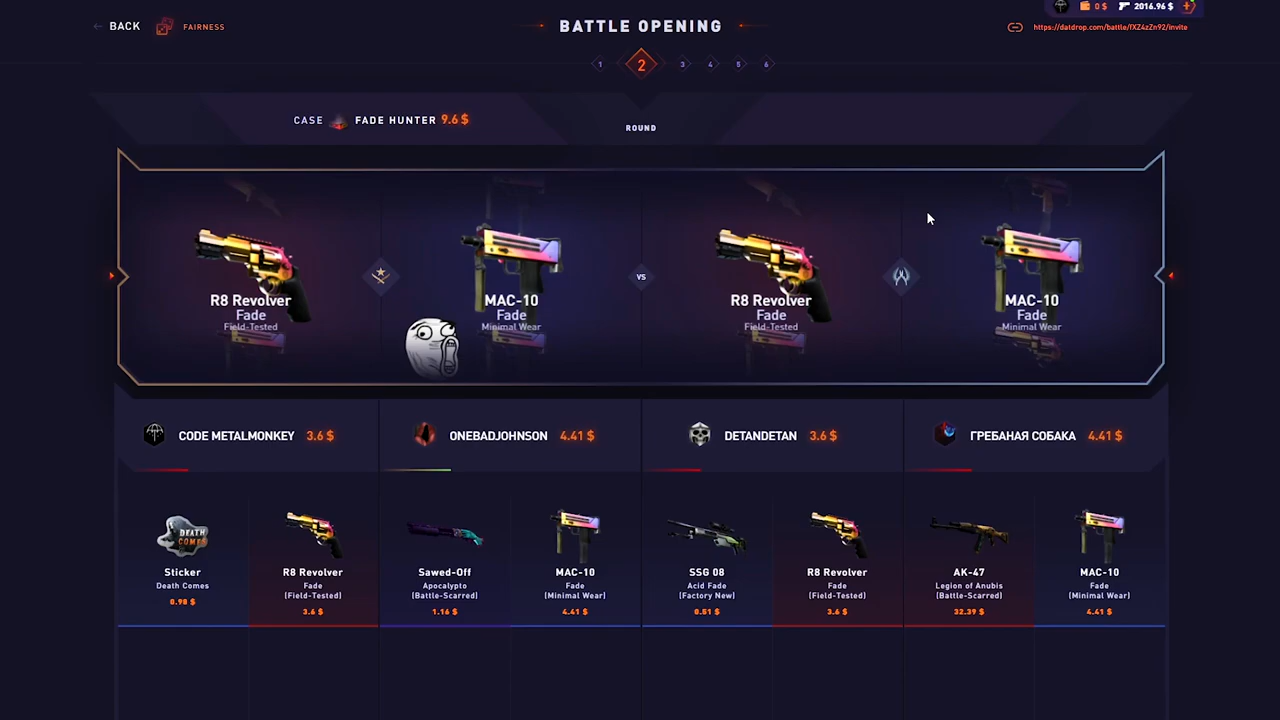 BACK
FAIRNESS
BATTLE OPENING
0 $
2016.96 $
https://datdrop.com/battle/fXZ4zZn92/invite
1
2
3
4
5
6
CASE FADE HUNTER 9.6 $
ROUND
R8 Revolver
Fade
Field-Tested
MAC-10
Fade
Minimal Wear
VS
R8 Revolver
Fade
Field-Tested
MAC-10
Fade
Minimal Wear
CODE METALMONKEY 3.6 $
ONEBADJOHNSON 4.41 $
DETANDETAN 3.6 $
ГРЕБАНАЯ СОБАКА 4.41 $
DEATH
COMES
Sticker
Death Comes
0.98 $
R8 Revolver
Fade
(Field-Tested)
3.6 $
Sawed-Off
Apocalypto
(Battle-Scarred)
1.16 $
MAC-10
Fade
(Minimal Wear)
4.41 $
SSG 08
Acid Fade
(Factory New)
0.51 $
R8 Revolver
Fade
(Field-Tested)
3.6 $
AK-47
Legion of Anubis
(Battle-Scarred)
32.39 $
MAC-10
Fade
(Minimal Wear)
4.41 $